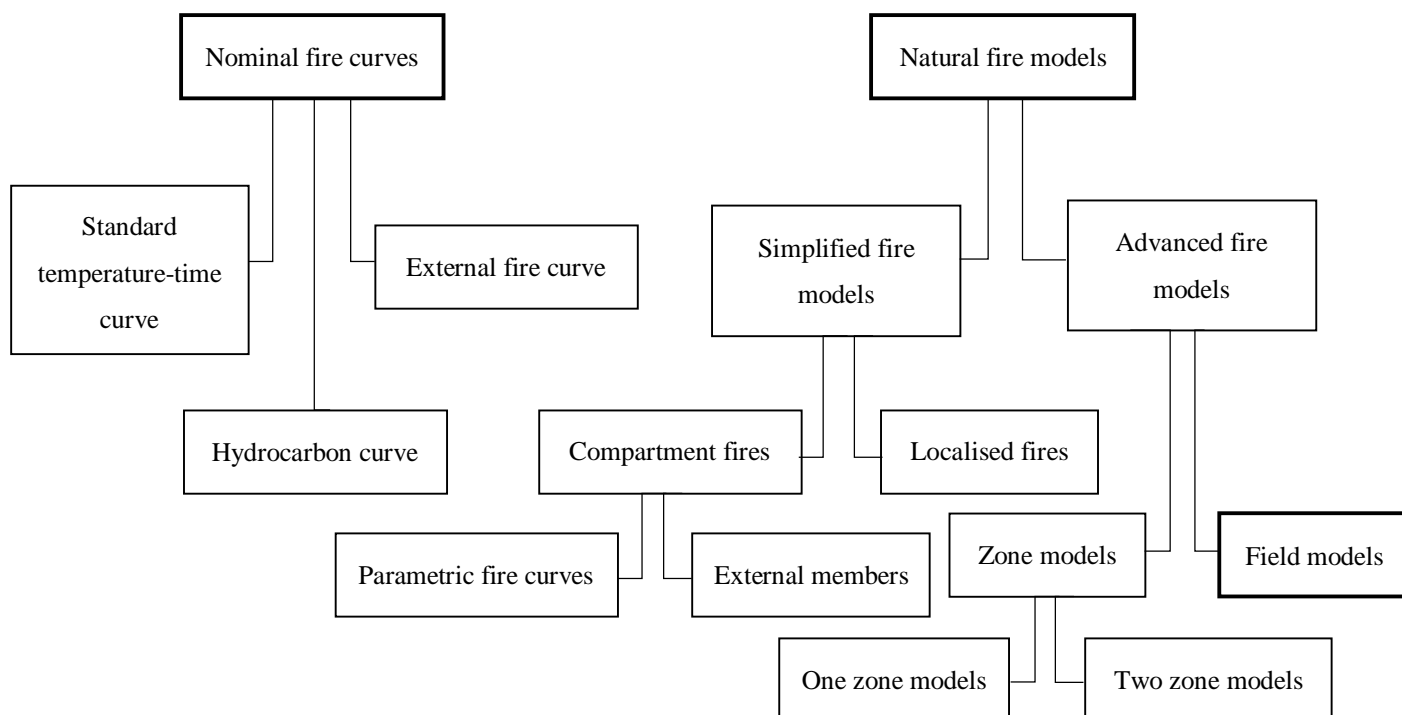 Nominal fire curves
Natural fire models
Standard
temperature-time
curve
External fire curve
Simplified fire
models
Advanced fire
models
Hydrocarbon curve
Compartment fires
Localised fires
Parametric fire curves
External members
Zone models
Field models
One zone models
Two zone models